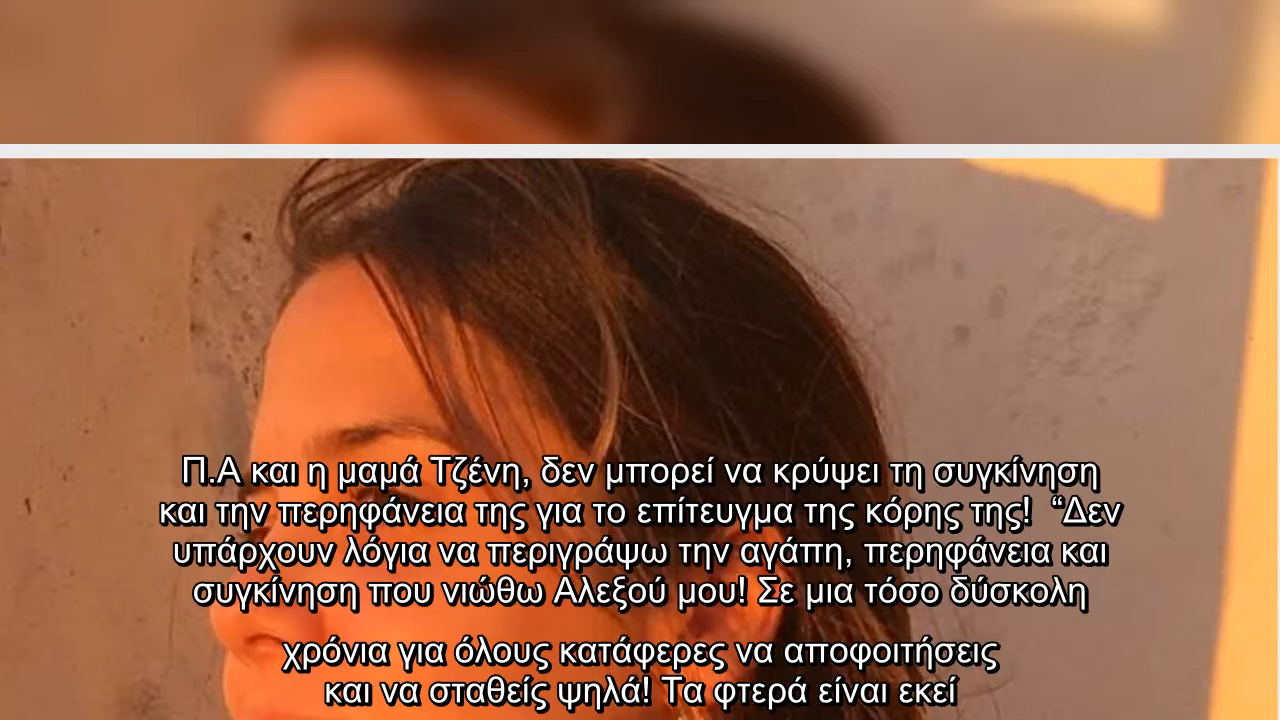 Π.Α και η μαμά Τζένη, δεν μπορεί να κρύψει τη συγκίνηση
και την περηφάνεια της για το επίτευγμα της κόρης της!  “Δεν
υπάρχουν λόγια να περιγράψω την αγάπη, περηφάνεια και
συγκίνηση που νιώθω Αλεξού μου! Σε μια τόσο δύσκολη
χρόνια για όλους κατάφερες να αποφοιτήσεις
και να σταθείς ψηλά! Τα φτερά είναι εκεί